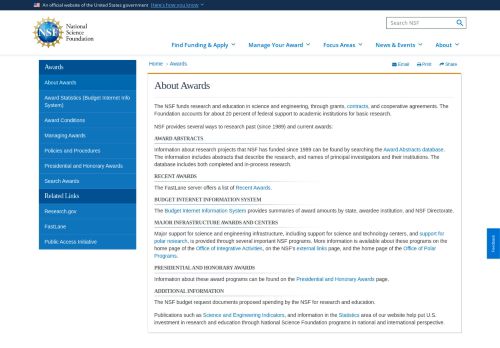 An official website of the United States government Here's how you know
National
Science
Foundation
Search NSF
Find Funding & Apply Manage Your Award Focus Areas News & Events About
Home › Awards
Email Print Share
Awards
About Awards
Award Statistics (Budget Internet Info
System)
Award Conditions
Managing Awards
Policies and Procedures
Presidential and Honorary Awards
Search Awards
Related Links
Research.gov
FastLane
Public Access Initiative
About Awards
The NSF funds research and education in science and engineering, through grants, contracts, and cooperative agreements. The
Foundation accounts for about 20 percent of federal support to academic institutions for basic research.
NSF provides several ways to research past (since 1989) and current awards:
AWARD ABSTRACTS
Information about research projects that NSF has funded since 1989 can be found by searching the Award Abstracts database.
The information includes abstracts that describe the research, and names of principal investigators and their institutions. The
database includes both completed and in-process research.
RECENT AWARDS
The FastLane server offers a list of Recent Awards.
BUDGET INTERNET INFORMATION SYSTEM
The Budget Internet Information System provides summaries of award amounts by state, awardee institution, and NSF Directorate.
MAJOR INFRASTRUCTURE AWARDS AND CENTERS
Major support for science and engineering infrastructure, including support for science and technology centers, and support for
polar research, is provided through several important NSF programs. More information is available about these programs on the
home page of the Office of Integrative Activities, on the NSF's external links page, and the home page of the Office of Polar
Programs.
PRESIDENTIAL AND HONORARY AWARDS
Information about these award programs can be found on the Presidential and Honorary Awards page.
ADDITIONAL INFORMATION
The NSF budget request documents proposed spending by the NSF for research and education.
Publications such as Science and Engineering Indicators, and information in the Statistics area of our website help put U.S.
investment in research and education through National Science Foundation programs in national and international perspective.
Feedback